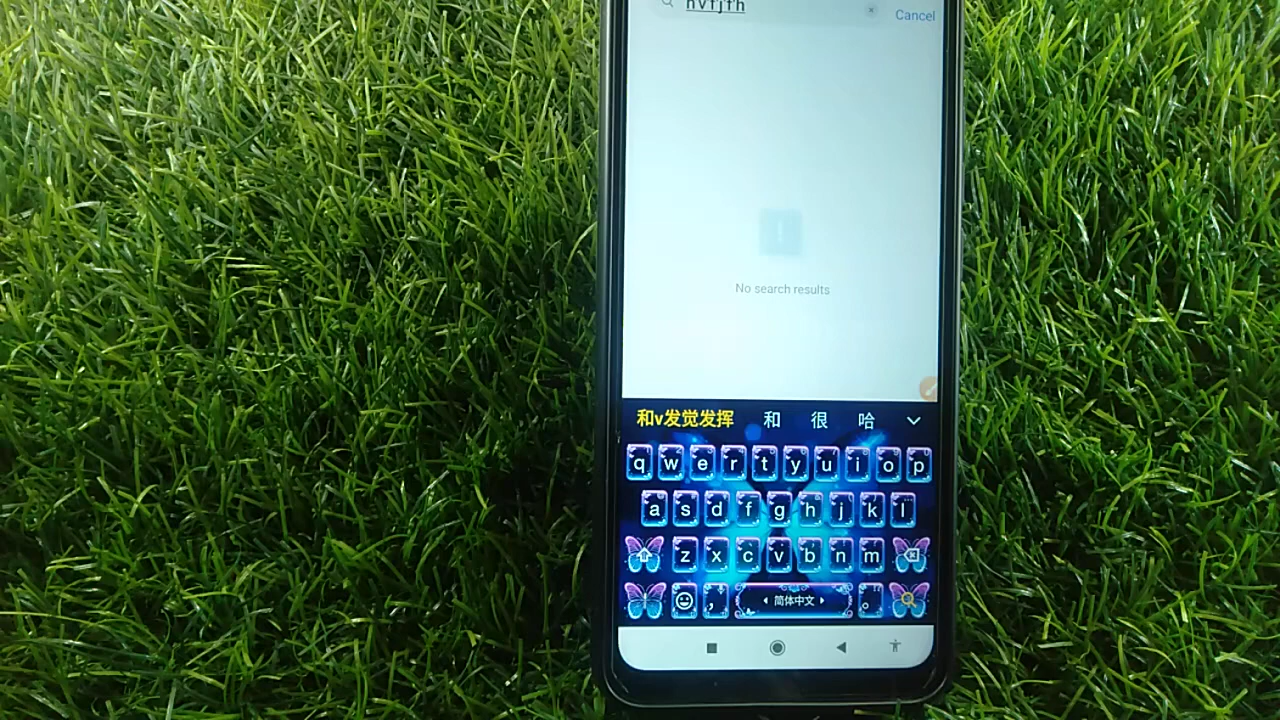 hvfjfh
Cancel
No search results
和v发觉发挥 和 很 哈
q w e r t y u i o p
a s d f g h j k l
z x c v b n m
, 简体中文 。